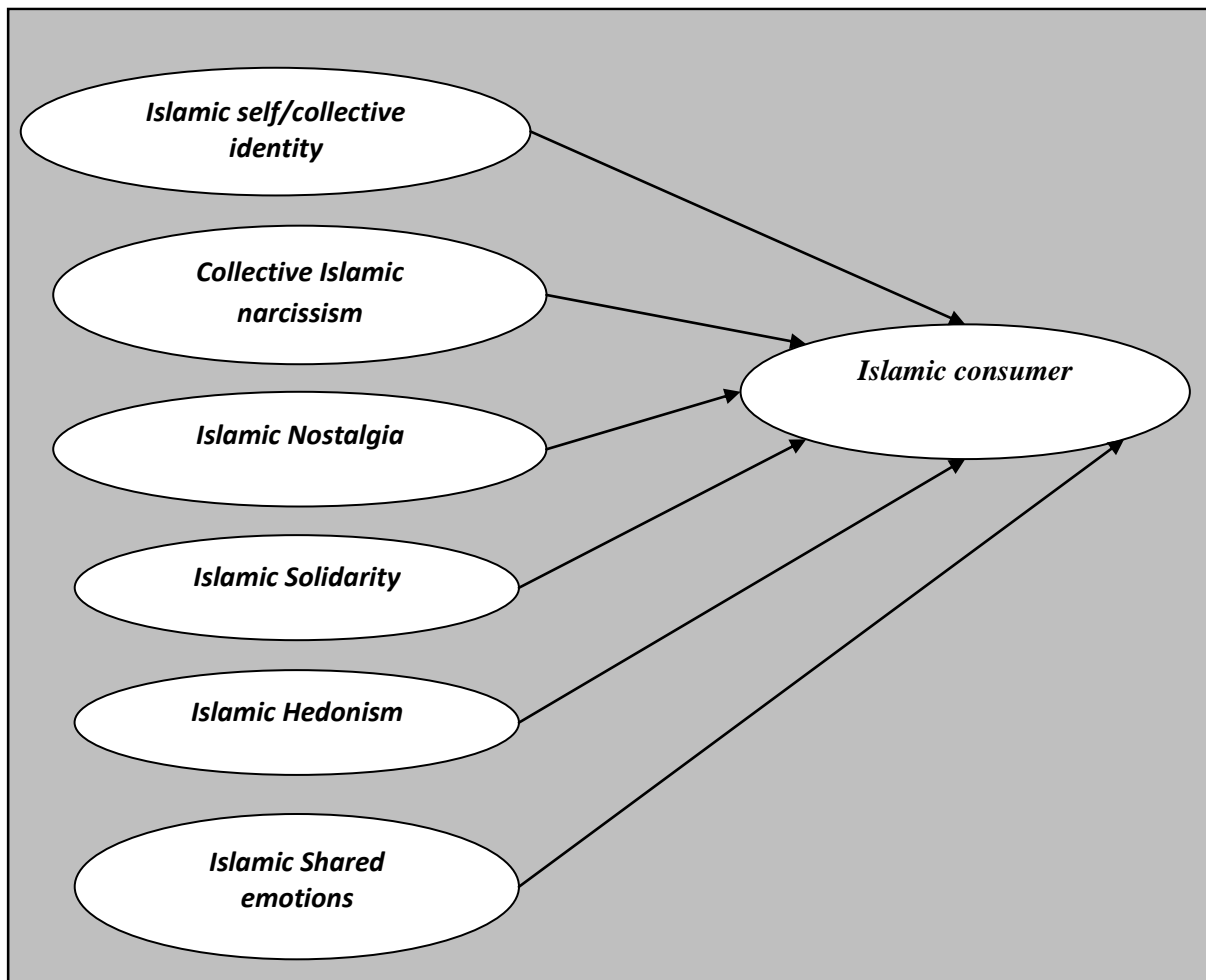 Islamic self/collective
identity
Collective Islamic
narcissism
Islamic consumer
Islamic Nostalgia
Islamic Solidarity
Islamic Hedonism
Islamic Shared
emotions